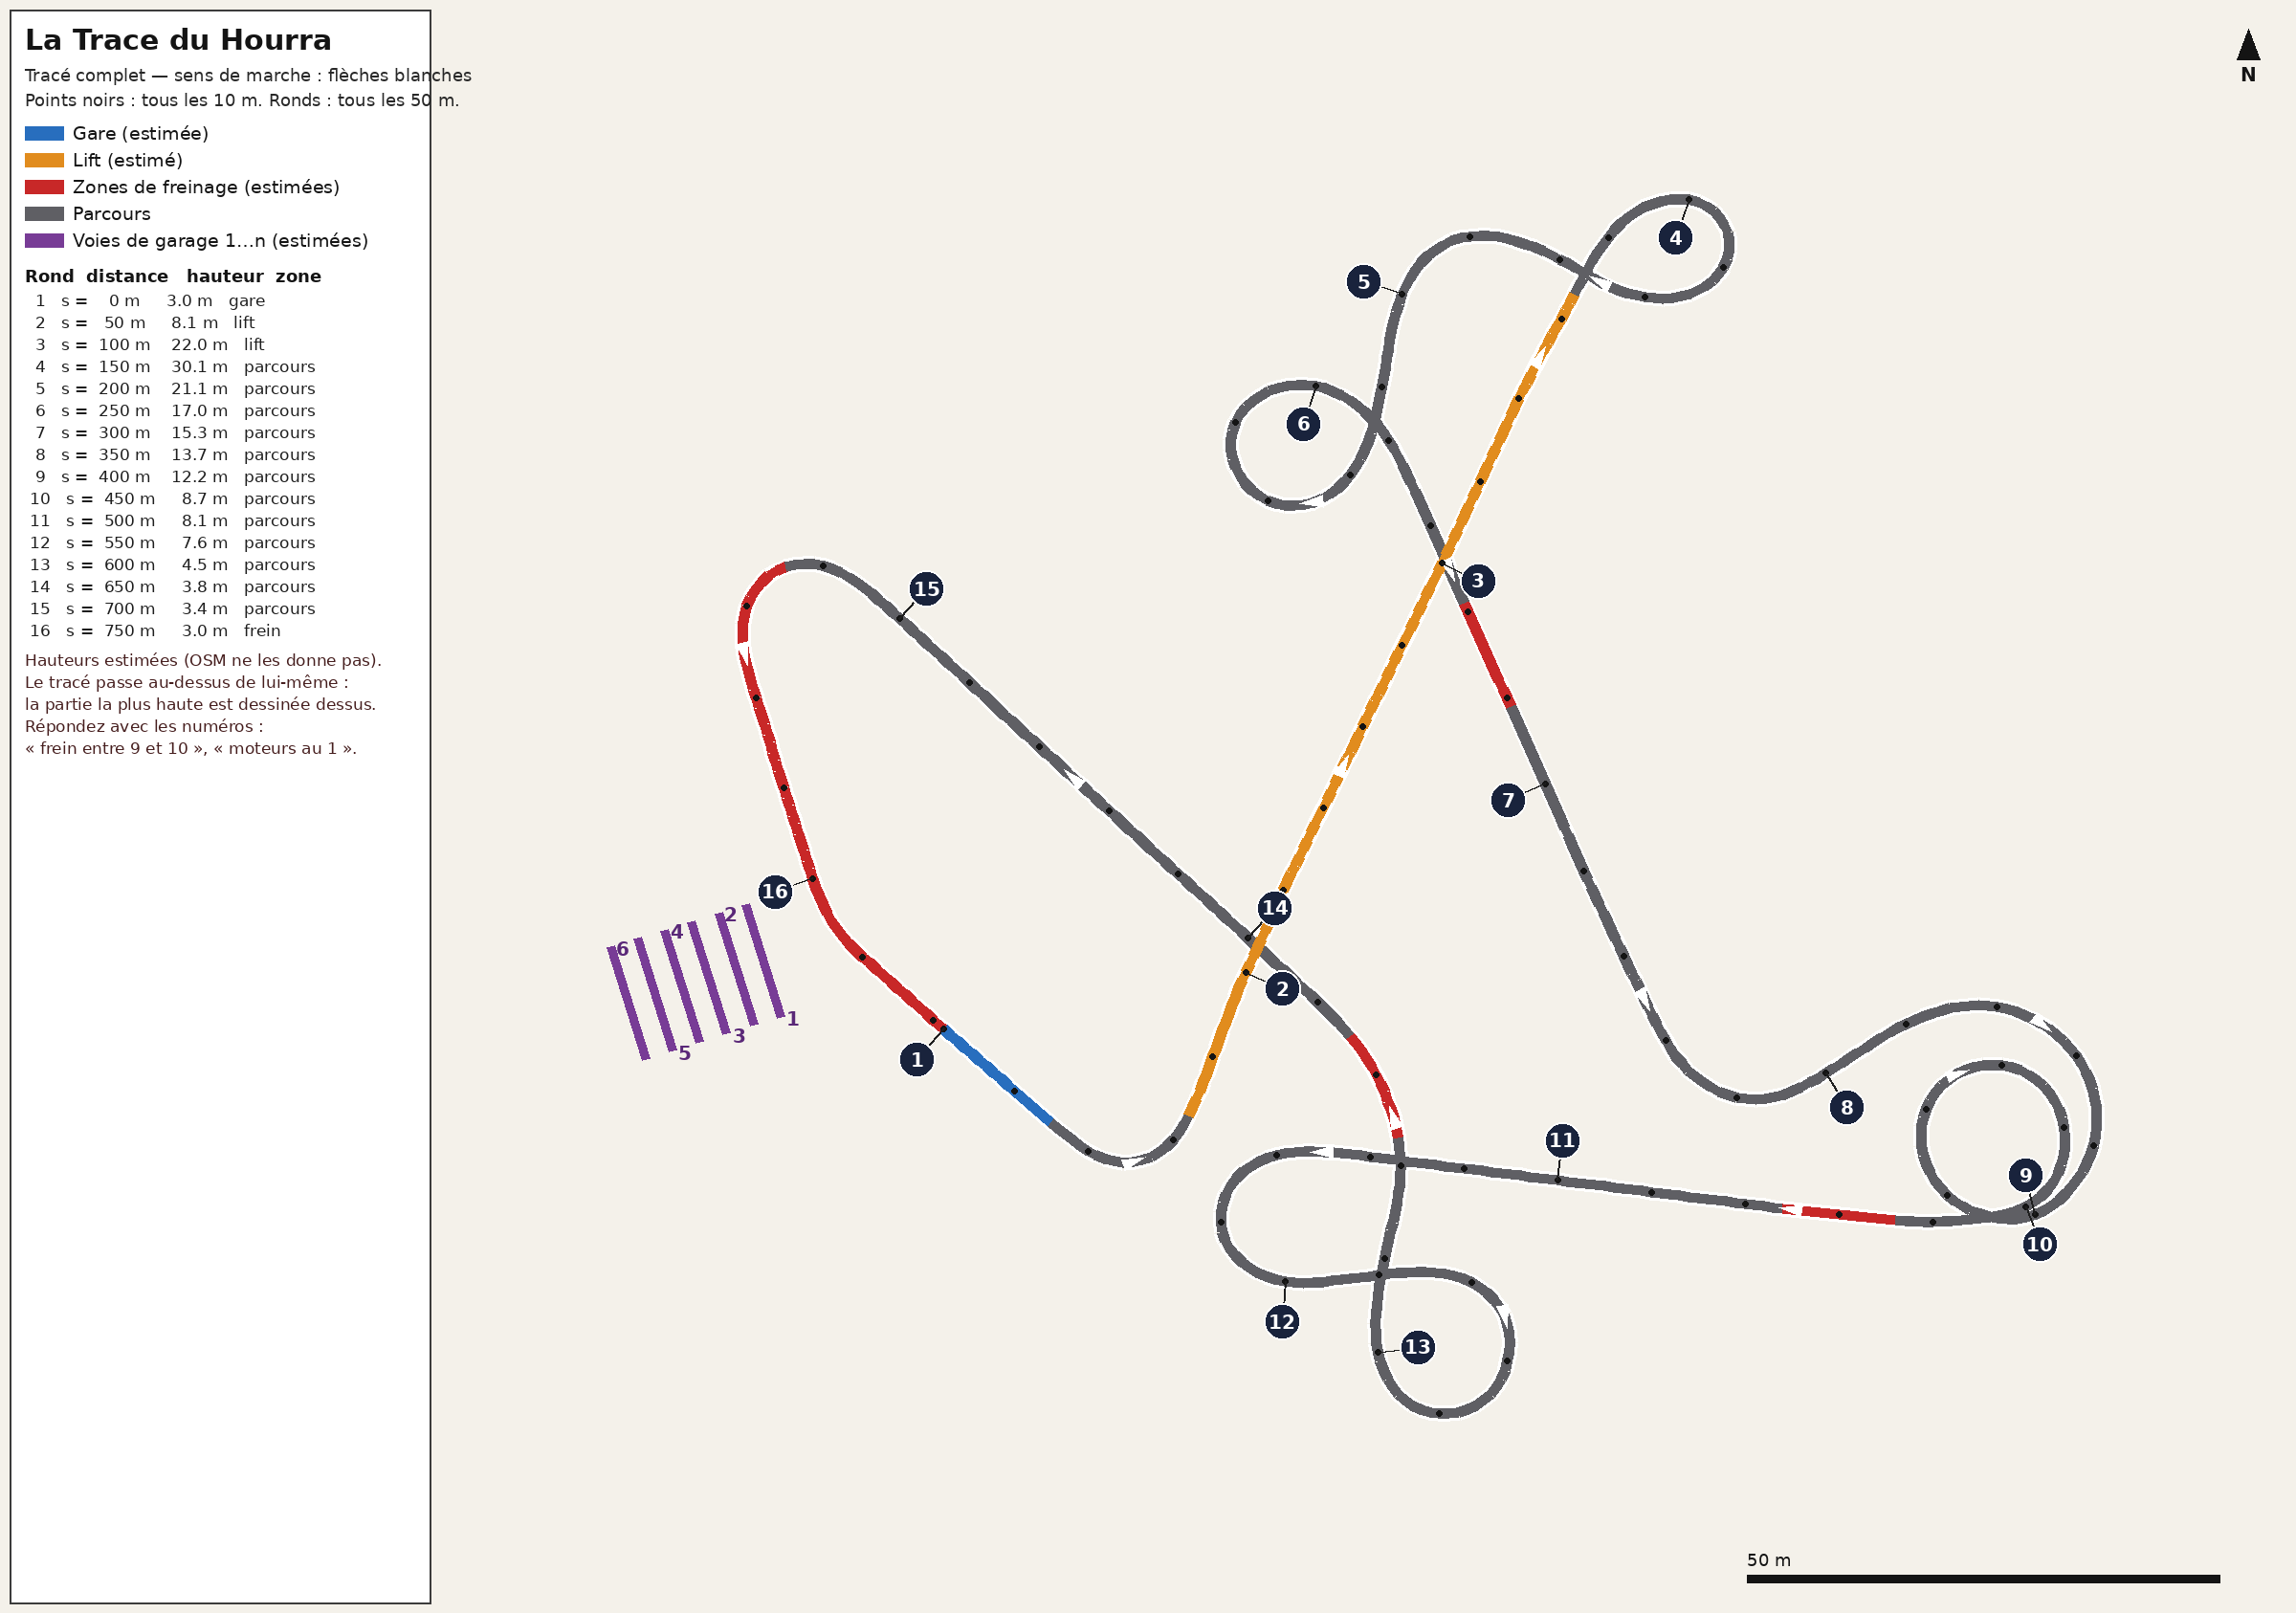 La Trace du Hourra
Tracé complet — sens de marche : flèches blanches
Points noirs : tous les 10 m. Ronds : tous les 50 m.
Gare (estimée)
Lift (estimé)
Zones de freinage (estimées)
Parcours
Voies de garage 1…n (estimées)
Rond distance hauteur zone
1 s = 0 m 3.0 m gare
2 s = 50 m 8.1 m lift
3 s = 100 m 22.0 m lift
4 s = 150 m 30.1 m parcours
5 s = 200 m 21.1 m parcours
6 s = 250 m 17.0 m parcours
7 s = 300 m 15.3 m parcours
8 s = 350 m 13.7 m parcours
9 s = 400 m 12.2 m parcours
10 s = 450 m 8.7 m parcours
11 s = 500 m 8.1 m parcours
12 s = 550 m 7.6 m parcours
13 s = 600 m 4.5 m parcours
14 s = 650 m 3.8 m parcours
15 s = 700 m 3.4 m parcours
16 s = 750 m 3.0 m frein
Hauteurs estimées (OSM ne les donne pas).
Le tracé passe au-dessus de lui-même :
la partie la plus haute est dessinée dessus.
Répondez avec les numéros :
« frein entre 9 et 10 », « moteurs au 1 ».
N
4
5
6
3
15
7
16
14
2
1
8
11
9
10
12
13
6
4
2
5
3
1
50 m